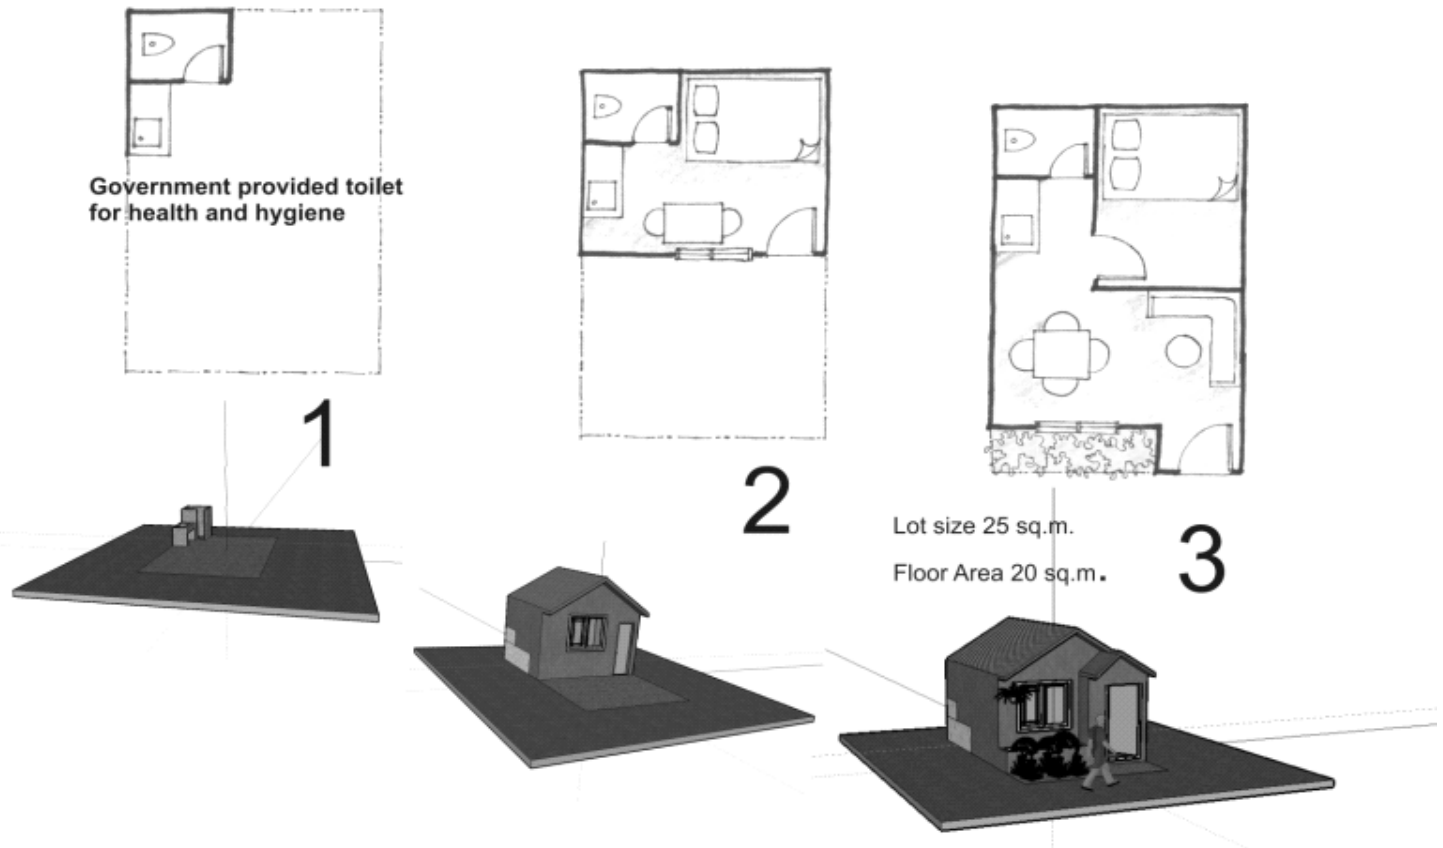 Government provided toilet
for health and hygiene
1
2
Lot size 25 sq.m.
Floor Area 20 sq.m.
3